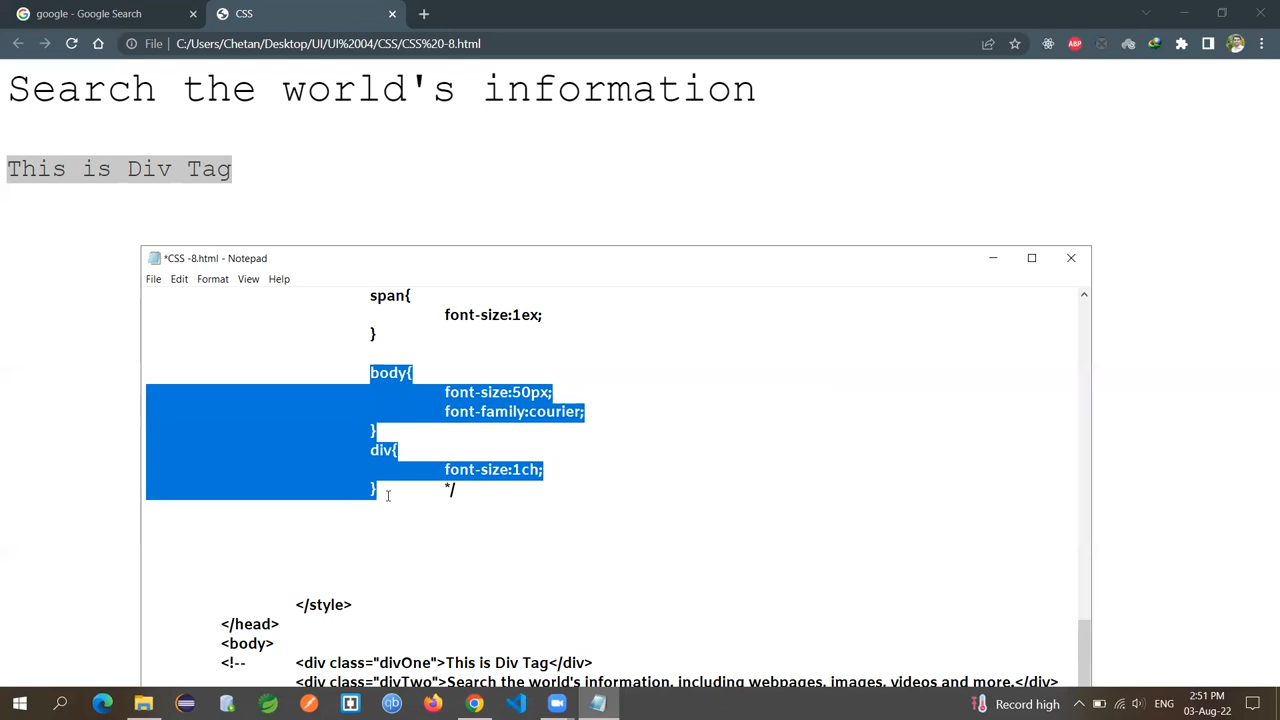 google - Google Search
CSS
File
C:/Users/Chetan/Desktop/UI/UI%2004/CSS/CSS%20-8.html
ABP
Search the world's information
This is Div Tag
*CSS -8.html - Notepad
File Edit Format View Help
span{
font-size:1ex;
}
body{
font-size:50px;
font-family:courier;
}
div{
font-size:1ch;
} */
</style>
</head>
<body>
<!-- <div class="divOne">This is Div Tag</div>
<div class="divTwo">Search the world's information, including webpages, images, videos and more.</div>
qb
Record high
ENG
2:51 PM
03-Aug-22